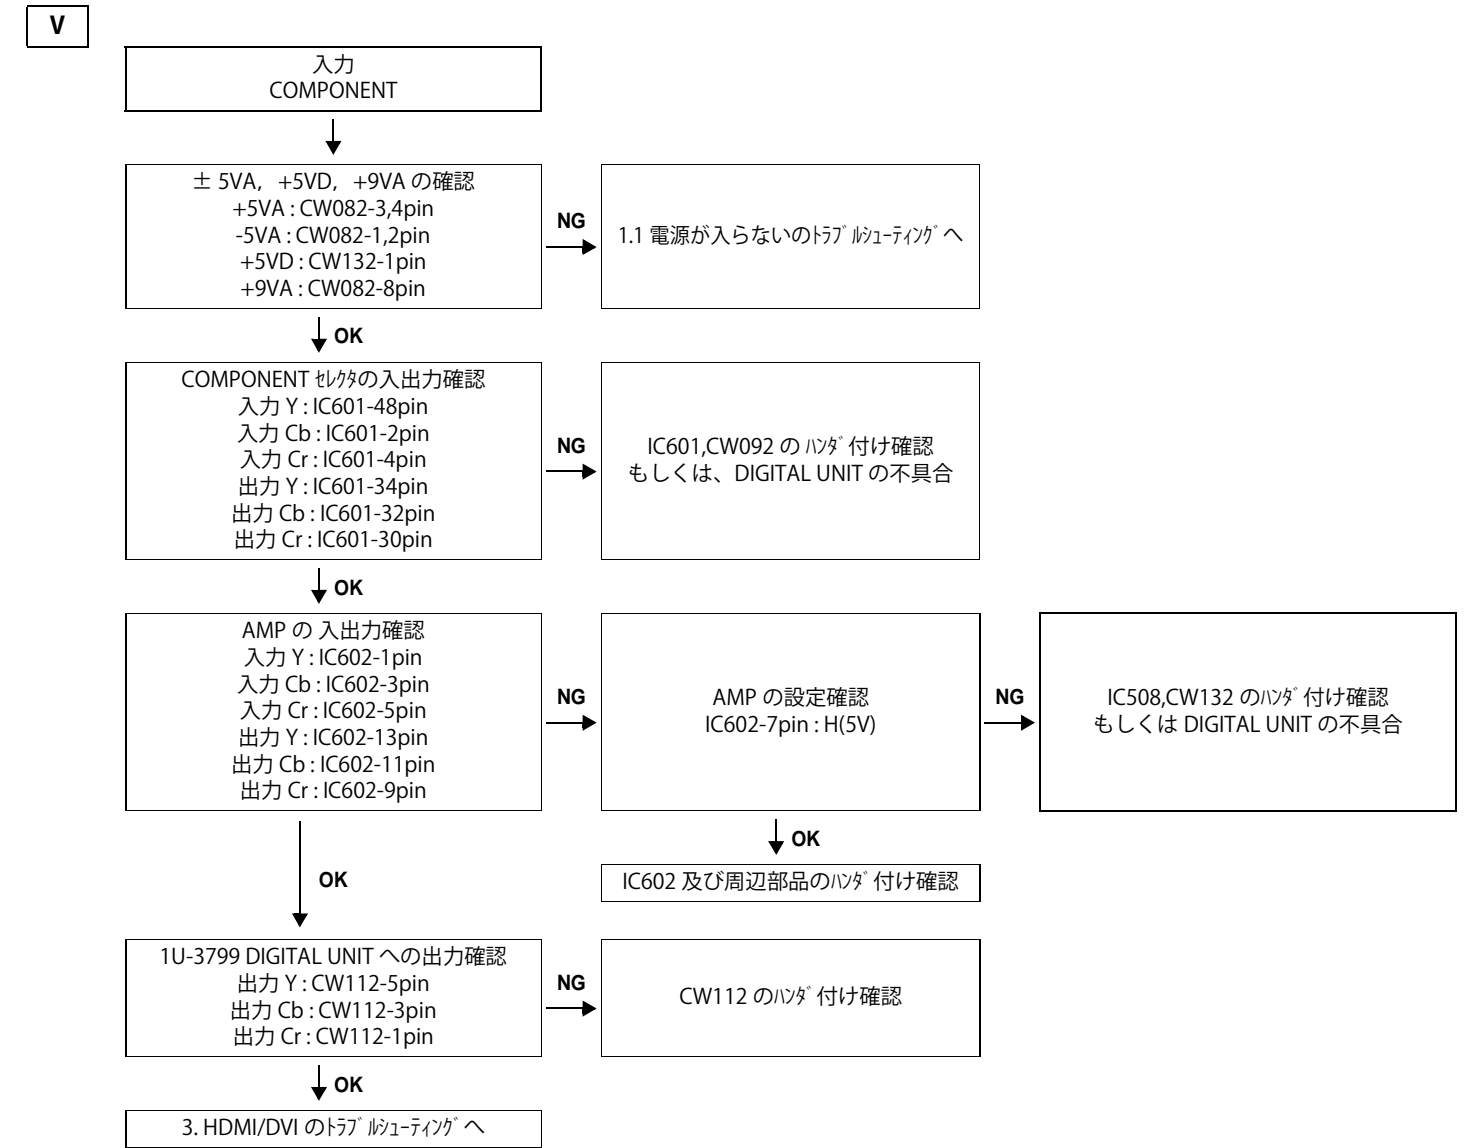 V
入力
COMPONENT
± 5VA, +5VD, +9VA の確認
+5VA : CW082-3,4pin
-5VA : CW082-1,2pin
+5VD : CW132-1pin
+9VA : CW082-8pin
NG
1.1 電源が入らないのﾄﾗﾌﾞﾙｼｭｰﾃｨﾝｸﾞへ
OK
COMPONENT ｾﾚｸﾀの入出力確認
入力 Y : IC601-48pin
入力 Cb : IC601-2pin
入力 Cr : IC601-4pin
出力 Y : IC601-34pin
出力 Cb : IC601-32pin
出力 Cr : IC601-30pin
NG
IC601,CW092 の ﾊﾝﾀﾞ付け確認
もしくは、DIGITAL UNIT の不具合
OK
AMP の 入出力確認
入力 Y : IC602-1pin
入力 Cb : IC602-3pin
入力 Cr : IC602-5pin
出力 Y : IC602-13pin
出力 Cb : IC602-11pin
出力 Cr : IC602-9pin
NG
AMP の設定確認
IC602-7pin : H(5V)
NG
IC508,CW132 のﾊﾝﾀﾞ付け確認
もしくは DIGITAL UNIT の不具合
OK
IC602 及び周辺部品のﾊﾝﾀﾞ付け確認
OK
1U-3799 DIGITAL UNIT への出力確認
出力 Y : CW112-5pin
出力 Cb : CW112-3pin
出力 Cr : CW112-1pin
NG
CW112 のﾊﾝﾀﾞ付け確認
OK
3. HDMI/DVI のﾄﾗﾌﾞﾙｼｭｰﾃｨﾝｸﾞへ